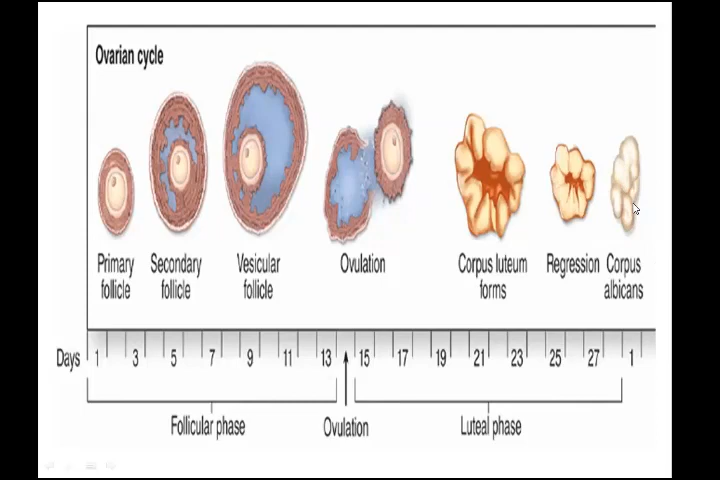 Ovarian cycle
Primary
follicle
Secondary
follicle
Vesicular
follicle
Ovulation
Corpus luteum
forms
Regression
Corpus
albicans
Days 1 3 5 7 9 11 13 15 17 19 21 23 25 27 1
Follicular phase
Ovulation
Luteal phase